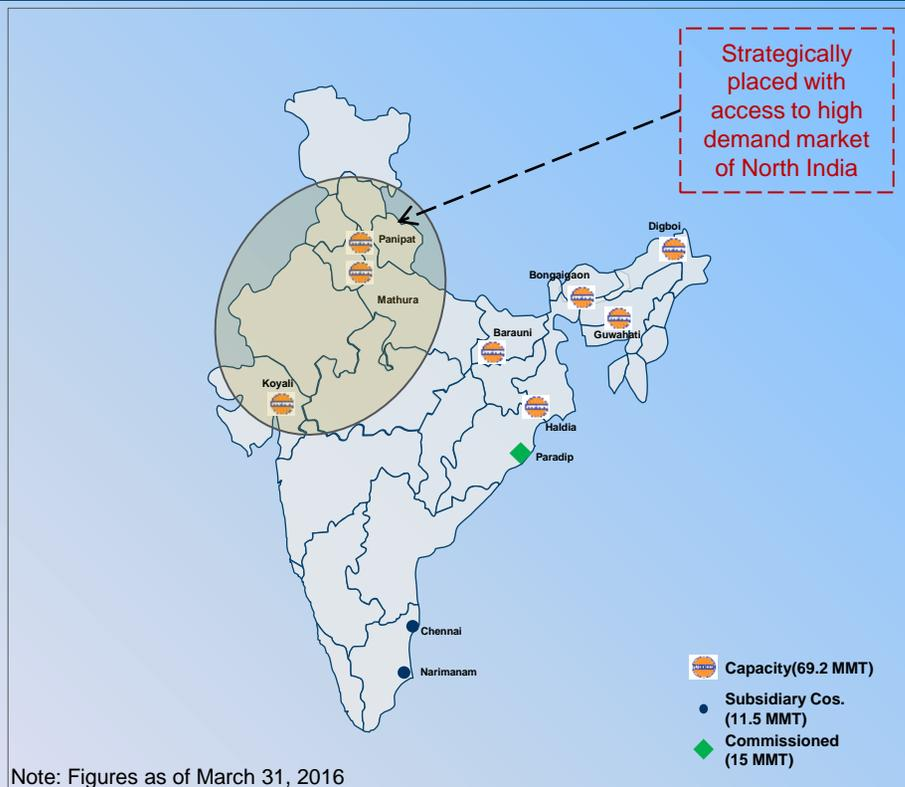 Strategically
placed with
access to high
demand market
of North India
Digboi
Panipat
Bongaigaon
Mathura
Barauni
Guwahati
Koyali
Haldia
Paradip
Chennai
Narimanam
Capacity(69.2 MMT)
Subsidiary Cos.
(11.5 MMT)
Commissioned
(15 MMT)
Note: Figures as of March 31, 2016